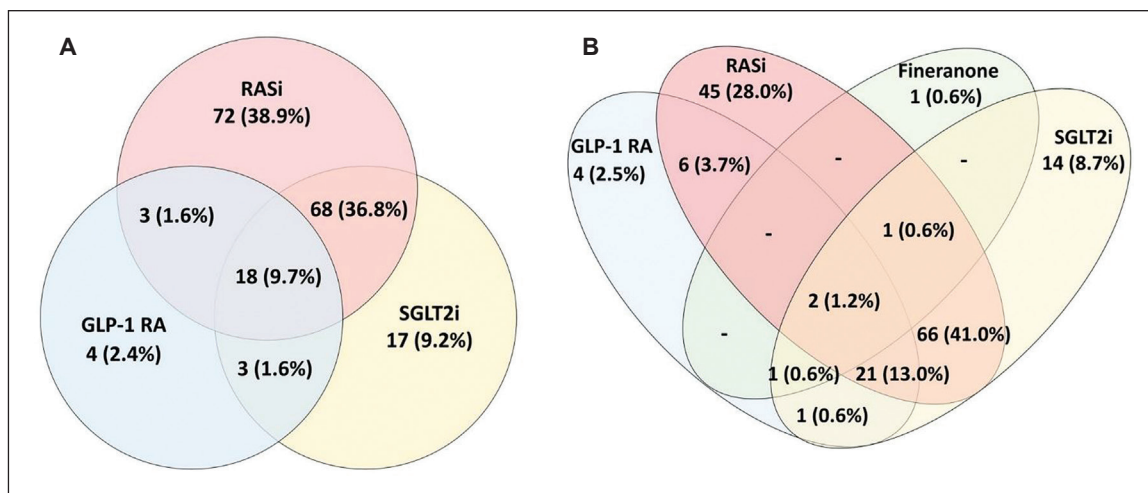 A
RASi
72 (38.9%)
3 (1.6%)
68 (36.8%)
18 (9.7%)
GLP-1 RA
4 (2.4%)
SGLT2i
17 (9.2%)
3 (1.6%)
B
RASi
45 (28.0%)
Fineranone
1 (0.6%)
GLP-1 RA
4 (2.5%)
SGLT2i
14 (8.7%)
6 (3.7%)
-
-
-
1 (0.6%)
2 (1.2%)
-
66 (41.0%)
1 (0.6%)
21 (13.0%)
1 (0.6%)